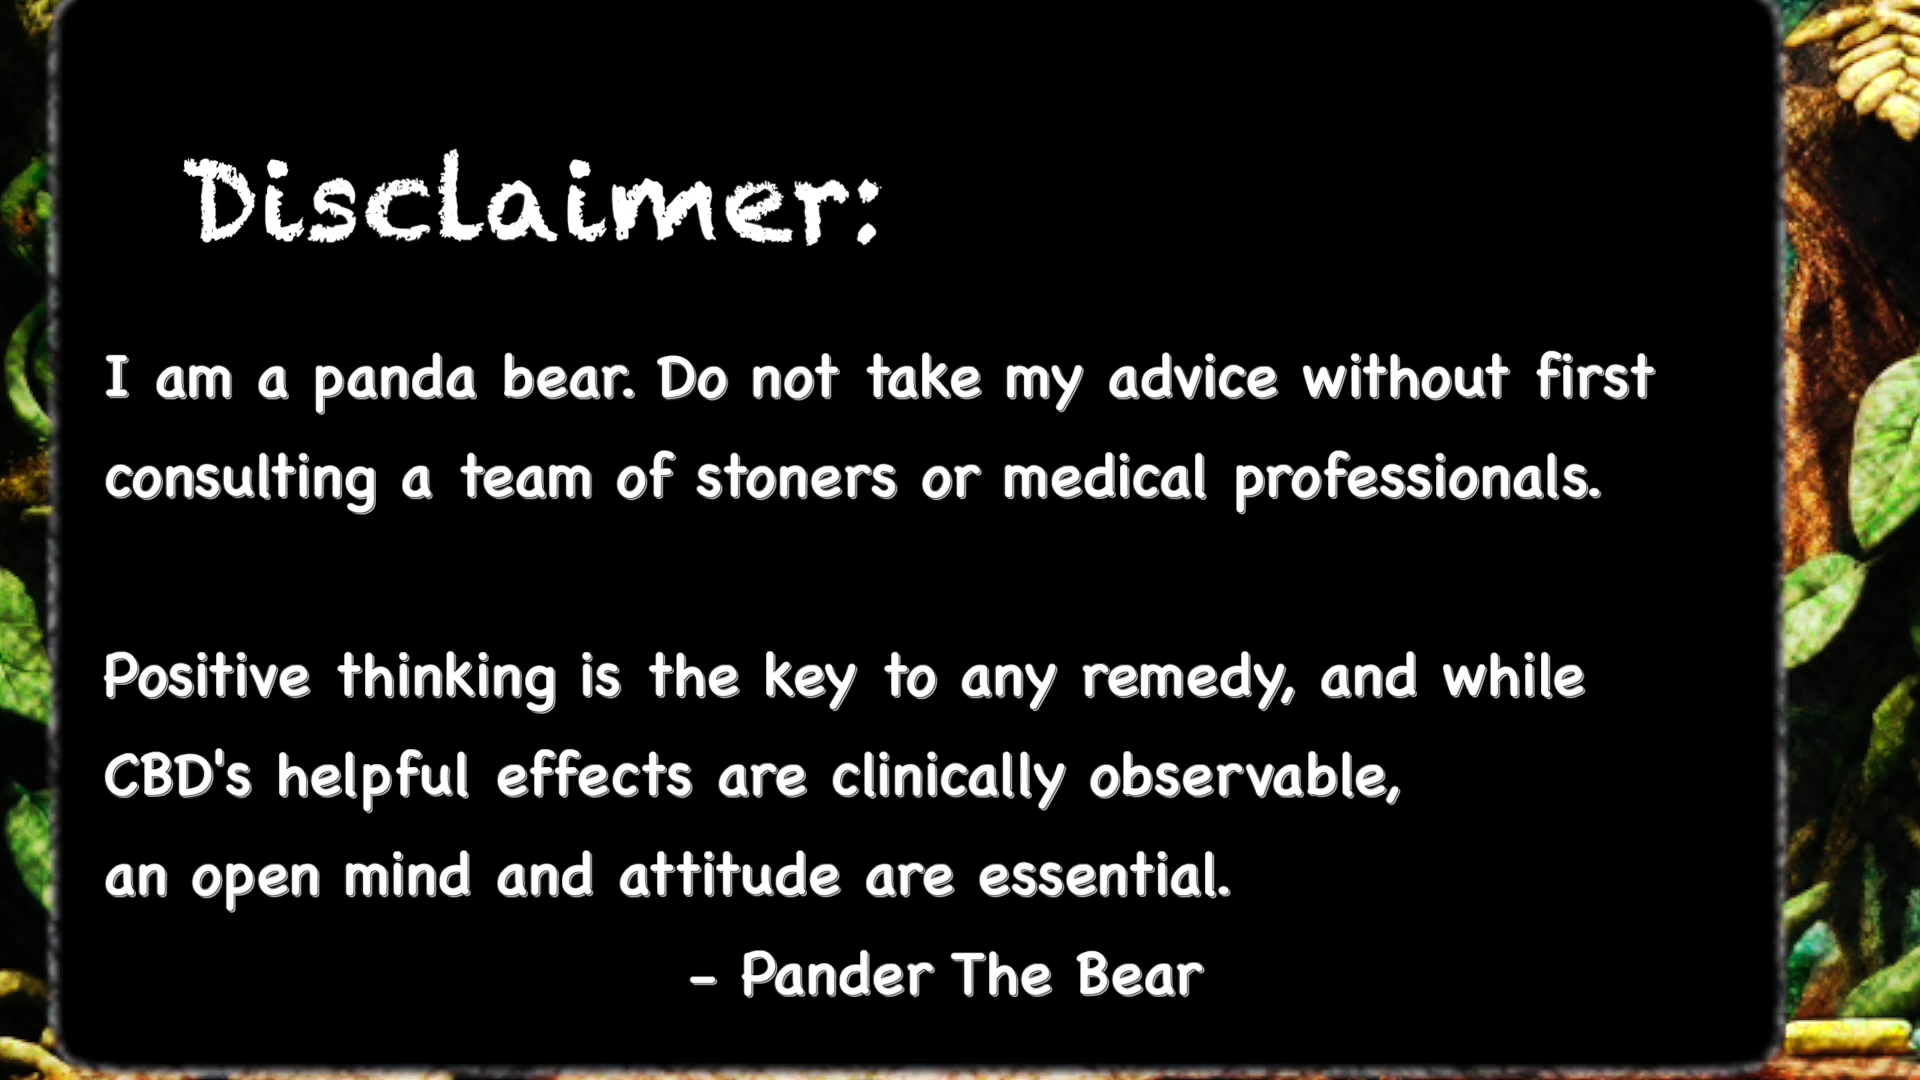 Disclaimer:
I am a panda bear. Do not take my advice without first
consulting a team of stoners or medical professionals.
Positive thinking is the key to any remedy, and while
CBD's helpful effects are clinically observable,
an open mind and attitude are essential.
- Pander The Bear